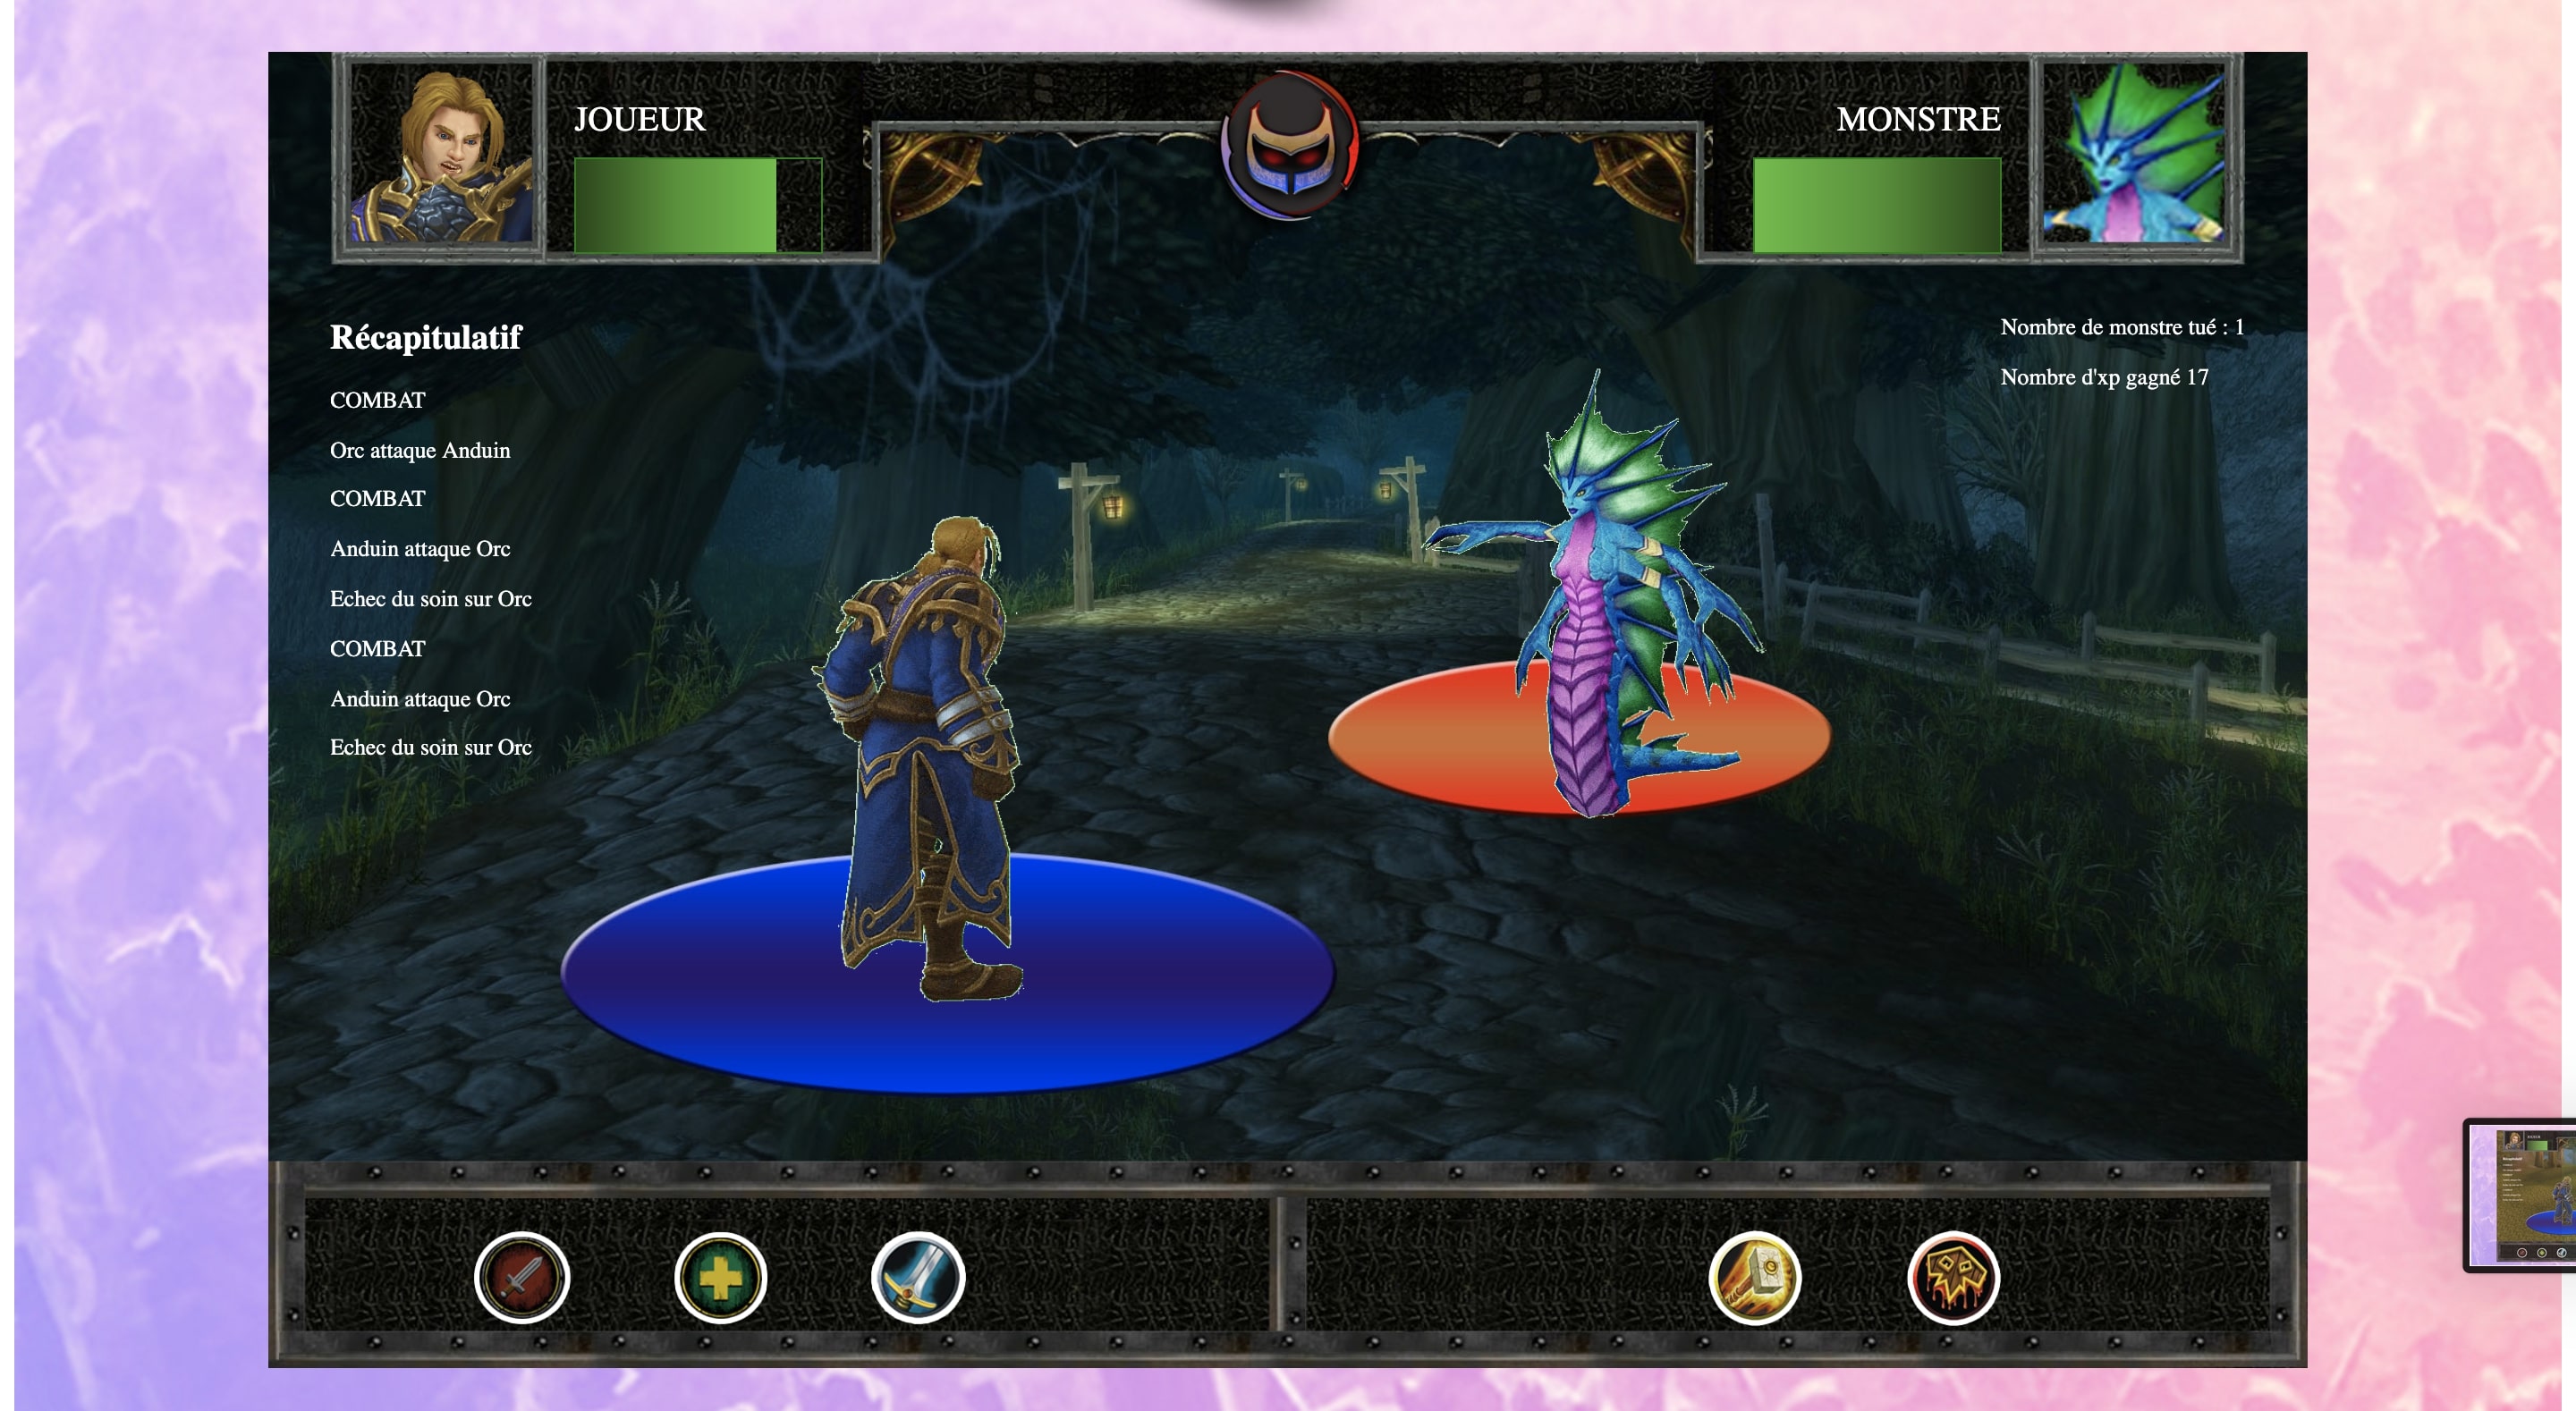 JOUEUR
MONSTRE
Récapitulatif
COMBAT
Orc attaque Anduin
COMBAT
Anduin attaque Orc
Echec du soin sur Orc
COMBAT
Anduin attaque Orc
Echec du soin sur Orc
Nombre de monstre tué : 1
Nombre d'xp gagné 17